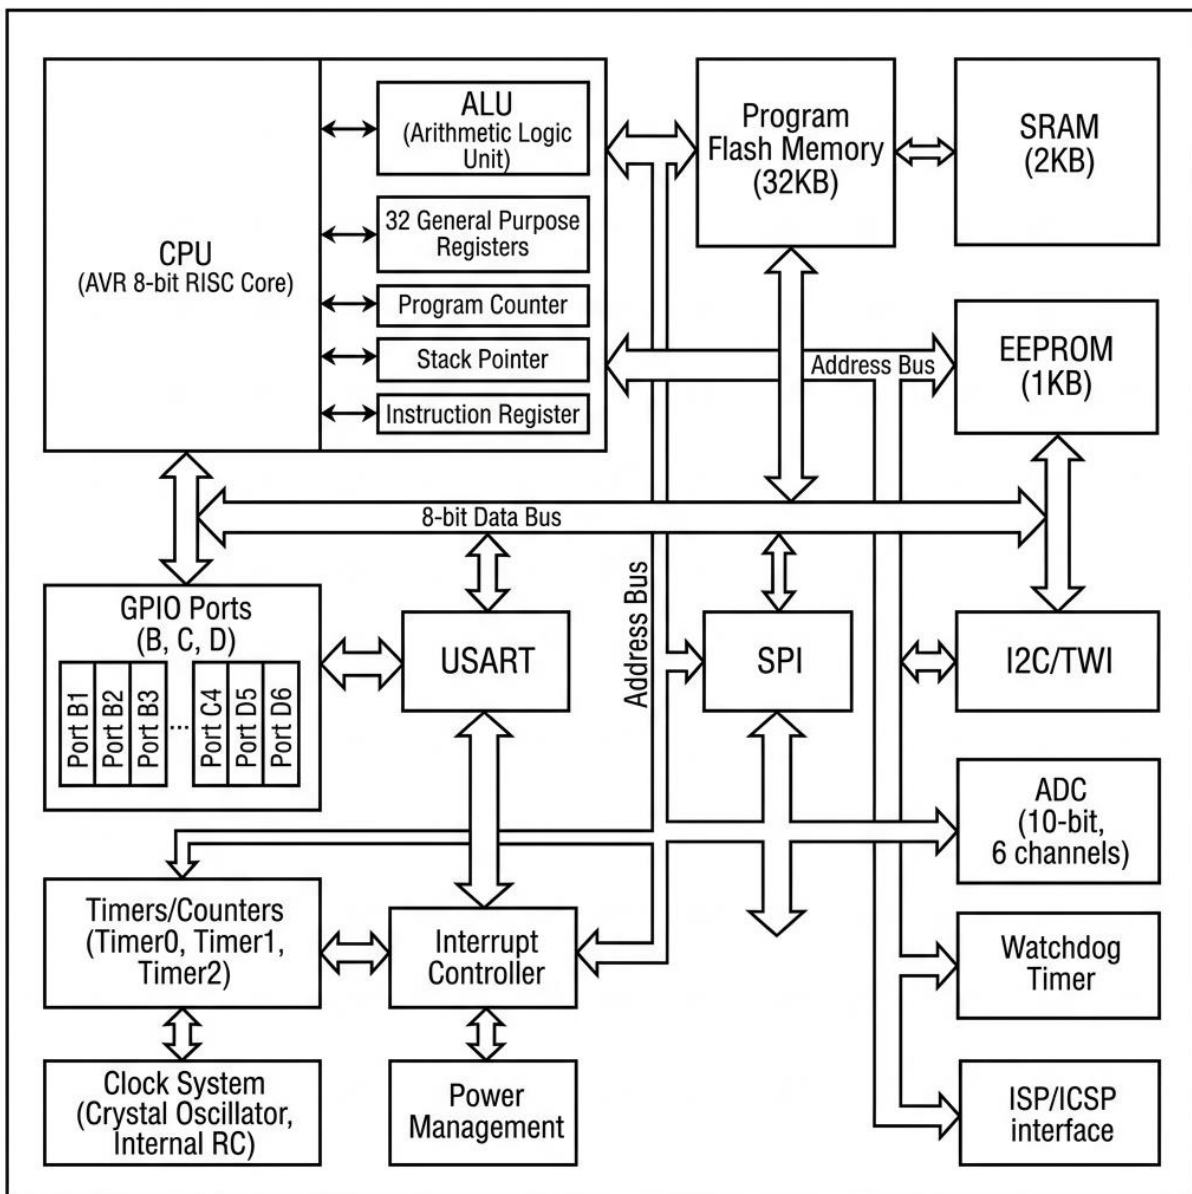 CPU
(AVR 8-bit RISC Core)
ALU
(Arithmetic Logic
Unit)
32 General Purpose
Registers
Program Counter
Stack Pointer
Instruction Register
Program
Flash Memory
(32KB)
SRAM
(2KB)
Address Bus
EEPROM
(1KB)
8-bit Data Bus
GPIO Ports
(B, C, D)
Port B1
Port B2
Port B3
...
Port C4
Port D5
Port D6
USART
Address Bus
SPI
I2C/TWI
ADC
(10-bit,
6 channels)
Timers/Counters
(Timer0, Timer1,
Timer2)
Interrupt
Controller
Watchdog
Timer
Clock System
(Crystal Oscillator,
Internal RC)
Power
Management
ISP/ICSP
interface